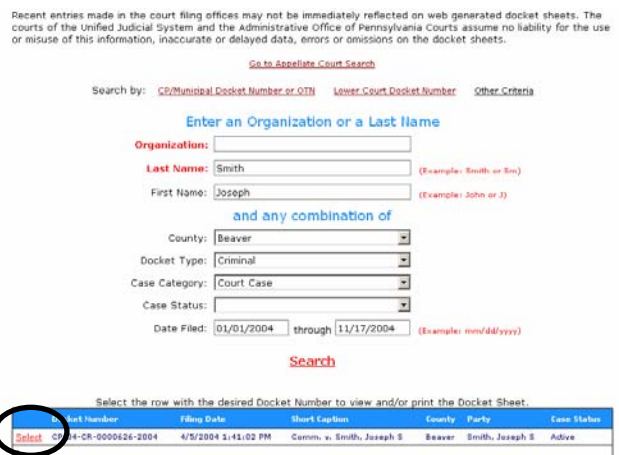 Recent entries made in the court filing offices may not be immediately reflected on web generated docket sheets. The
courts of the Unified Judicial System and the Administrative Office of Pennsylvania Courts assume no liability for the use
or misuse of this information, inaccurate or delayed data, errors or omissions on the docket sheets.
Go to Appellate Court Search
Search by: CP/Municipal Docket Number or OTN Lower Court Docket Number Other Criteria
Enter an Organization or a Last Name
Organization:
Last Name: Smith (Example: Smith or Sm)
First Name: Joseph (Example: John or J)
and any combination of
County: Beaver
Docket Type: Criminal
Case Category: Court Case
Case Status:
Date Filed: 01/01/2004 through 11/17/2004 (Example: mm/dd/yyyy)
Search
Select the row with the desired Docket Number to view and/or print the Docket Sheet.
Docket Number Filing Date Short Caption County Party Case Status
Select CP-04-CR-0000626-2004 4/5/2004 1:41:02 PM Comm. v. Smith, Joseph S Beaver Smith, Joseph S Active